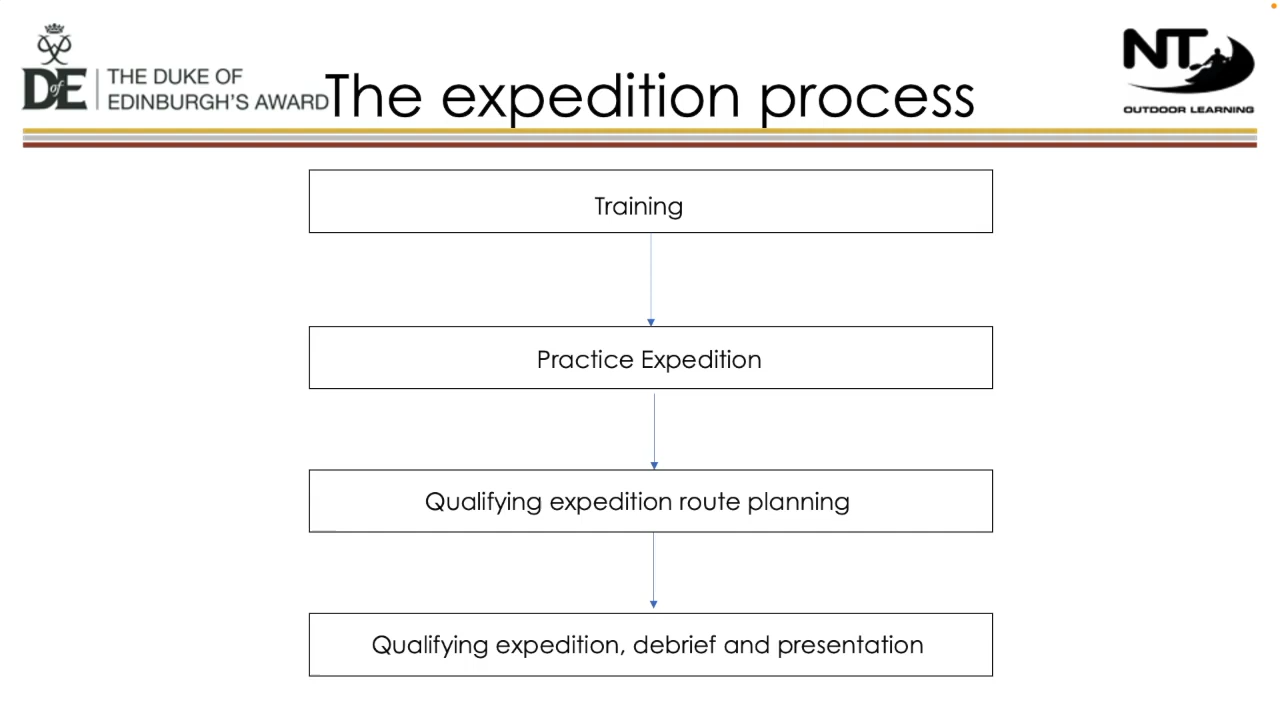 DofE
THE DUKE OF
EDINBURGH'S AWARD
The expedition process
NT
OUTDOOR LEARNING
Training
Practice Expedition
Qualifying expedition route planning
Qualifying expedition, debrief and presentation